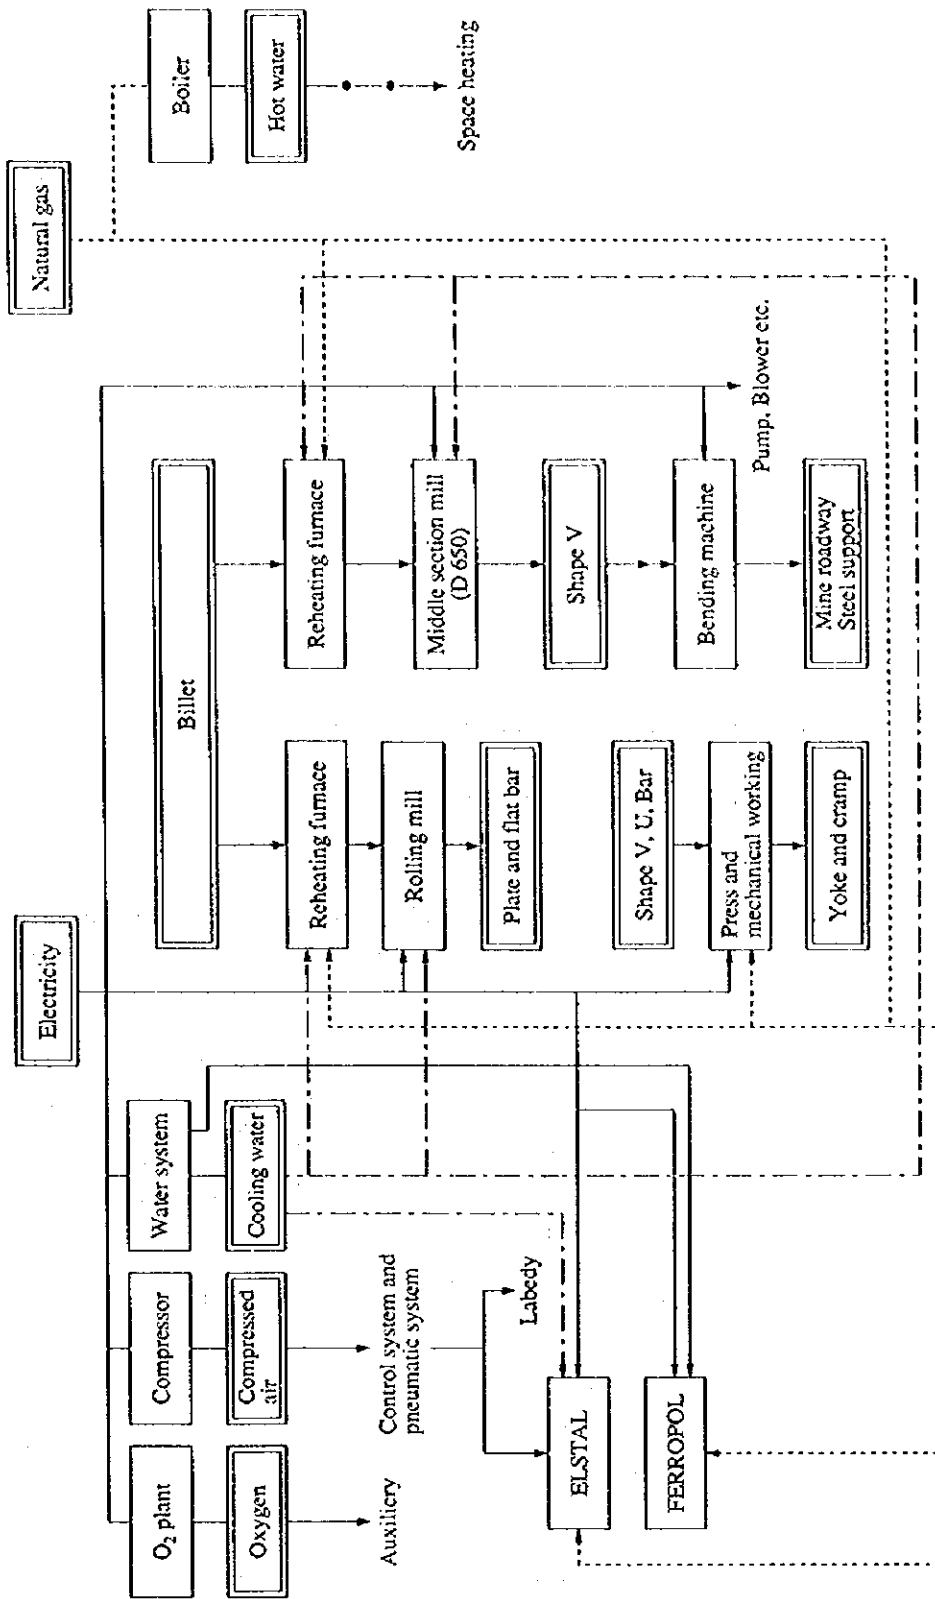 Electricity
Natural gas
O₂ plant
Compressor
Water system
Billet
Boiler
Oxygen
Compressed
air
Cooling water
Hot water
Reheating furnace
Reheating furnace
Auxiliery
Control system and
pneumatic system
Rolling mill
Middle section mill
(D 650)
Space heating
Labedy
Plate and flat bar
Shape V
ELSTAL
Shape V, U, Bar
FERROPOL
Press and
mechanical working
Bending machine
Pump, Blower etc.
Yoke and cramp
Mine roadway
Steel support